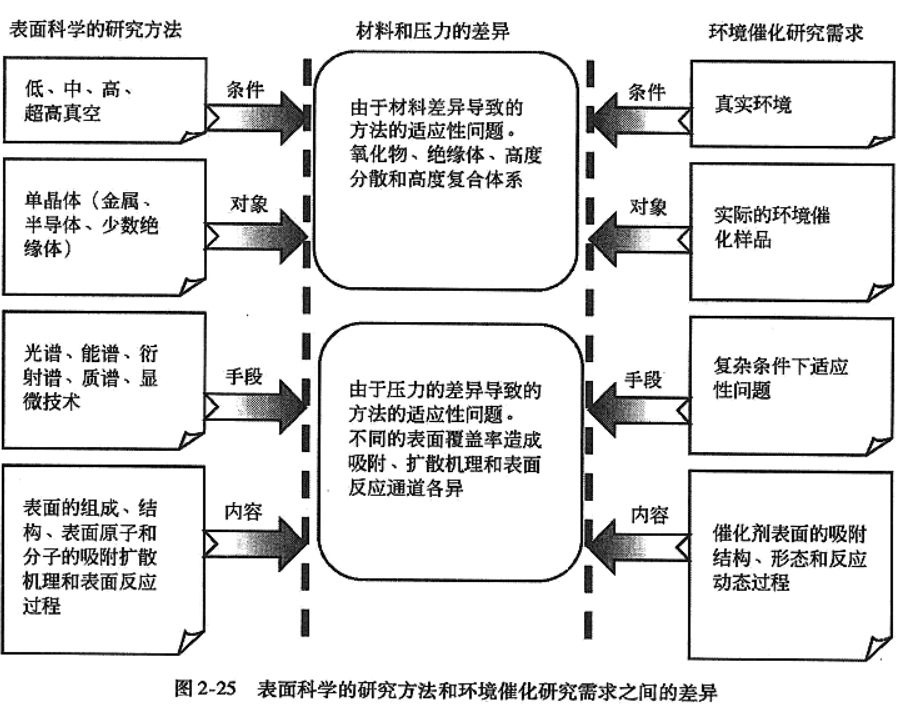 表面科学的研究方法
材料和压力的差异
环境催化研究需求
低、中、高、
超高真空
条件
由于材料差异导致的
方法的适应性问题。
氧化物、绝缘体、高度
分散和高度复合体系
条件
真实环境
单晶体（金属、
半导体、少数绝
缘体）
对象
对象
实际的环境催
化样品
光谱、能谱、衍
射谱、质谱、显
微技术
手段
由于压力的差异导致的
方法的适应性问题。
不同的表面覆盖率造成
吸附、扩散机理和表面
反应通道各异
手段
复杂条件下适应
性问题
表面的组成、结
构、表面原子和
分子的吸附扩散
机理和表面反应
过程
内容
内容
催化剂表面的吸附
结构、形态和反应
动态过程
图2-25 表面科学的研究方法和环境催化研究需求之间的差异